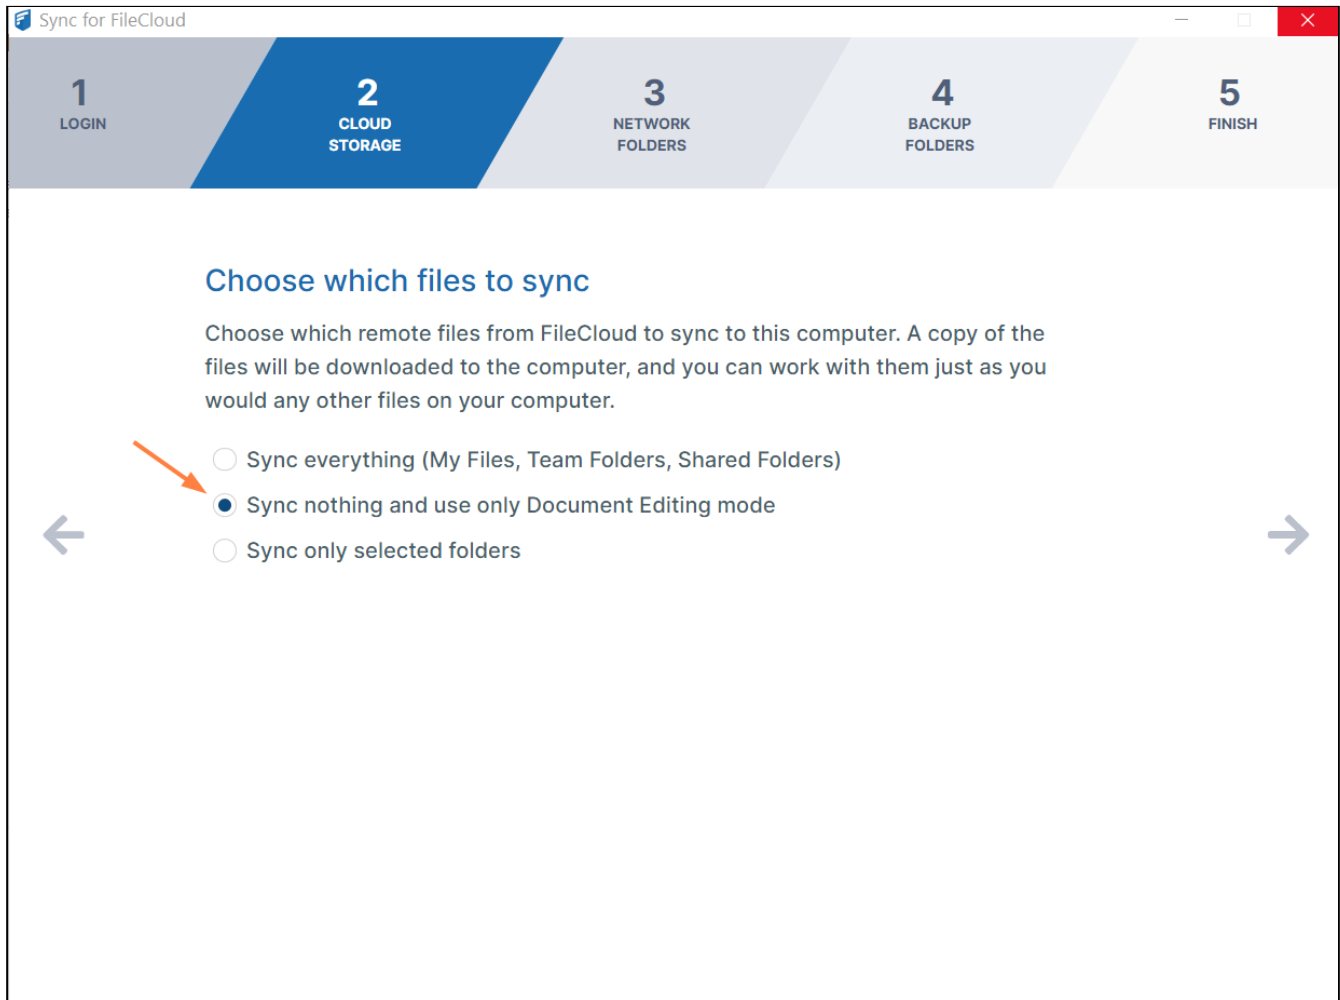 Sync for FileCloud
1
LOGIN
2
CLOUD
STORAGE
3
NETWORK
FOLDERS
4
BACKUP
FOLDERS
5
FINISH
Choose which files to sync
Choose which remote files from FileCloud to sync to this computer. A copy of the
files will be downloaded to the computer, and you can work with them just as you
would any other files on your computer.
Sync everything (My Files, Team Folders, Shared Folders)
Sync nothing and use only Document Editing mode
Sync only selected folders